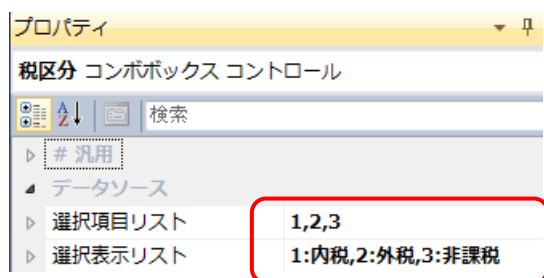 プロパティ
税区分 コンボボックス コントロール
検索
# 汎用
データソース
選択項目リスト 1,2,3
選択表示リスト 1:内税,2:外税,3:非課税